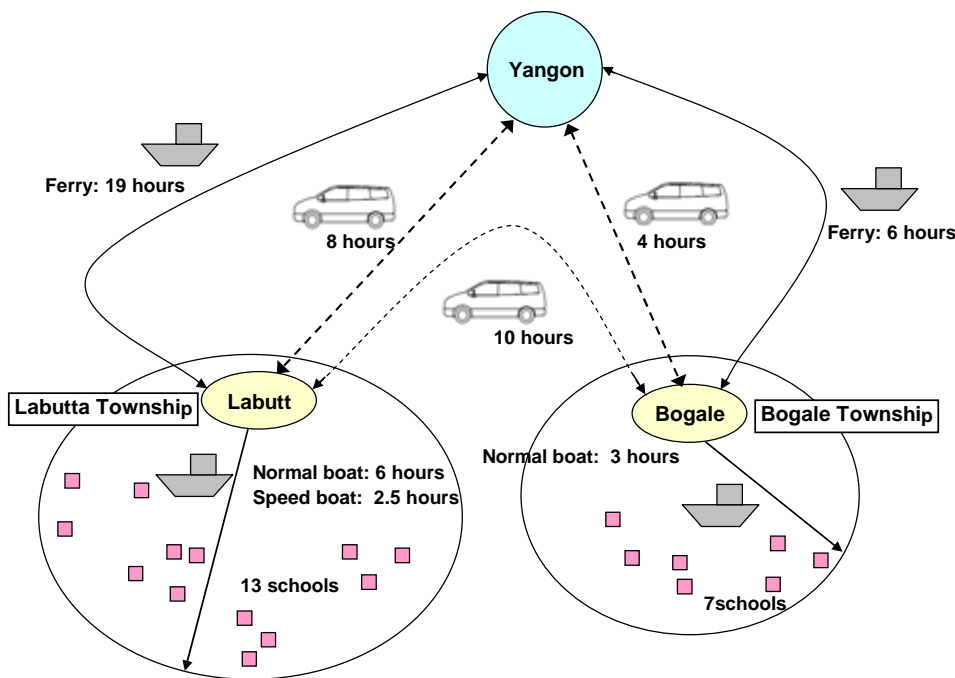 Yangon
Ferry: 19 hours
8 hours
4 hours
Ferry: 6 hours
10 hours
Labutta Township
Labutt
Bogale
Bogale Township
Normal boat: 6 hours
Speed boat: 2.5 hours
Normal boat: 3 hours
13 schools
7schools